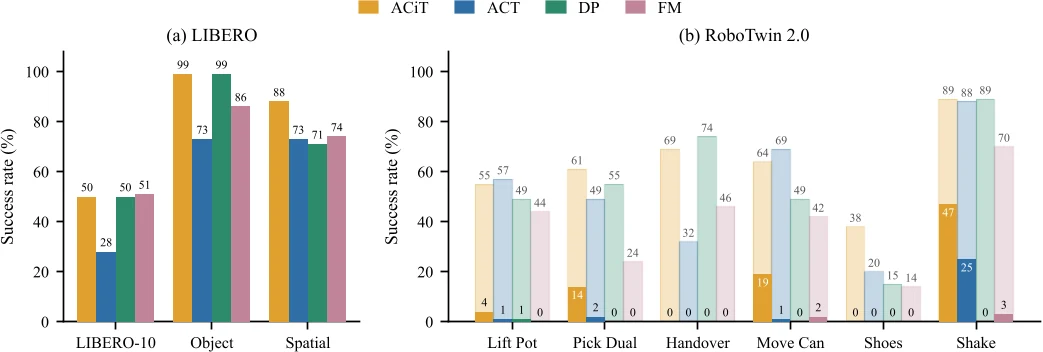 ACiT ACT DP FM
(a) LIBERO
Success rate (%)
100
80
60
40
20
0
50 28 50 51
99 73 99 86
88 73 71 74
LIBERO-10 Object Spatial
(b) RoboTwin 2.0
Success rate (%)
100
80
60
40
20
0
55 57 49 44
4 1 1 0
61 49 55 24
14 2 0 0
69 32 74 46
0 0 0 0
64 69 49 42
19 1 0 2
38 20 15 14
0 0 0 0
89 88 89 70
47 25 0 3
Lift Pot Pick Dual Handover Move Can Shoes Shake